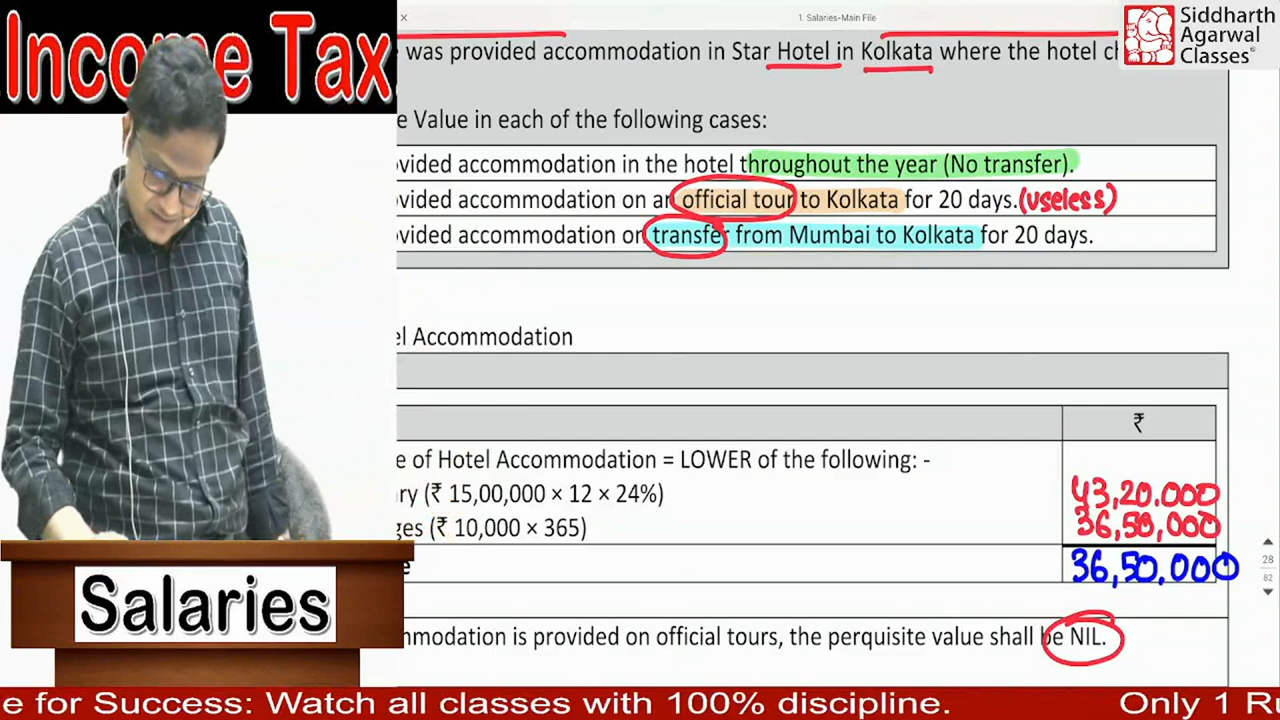 1. Salaries-Main File
Siddharth
Agarwal
Classes®
Income Tax
was provided accommodation in Star Hotel in Kolkata where the hotel
e Value in each of the following cases:
ovided accommodation in the hotel throughout the year (No transfer).
ovided accommodation on an official tour to Kolkata for 20 days. (useless)
ovided accommodation on transfer from Mumbai to Kolkata for 20 days.
el Accommodation
₹
e of Hotel Accommodation = LOWER of the following: -
ry (₹ 15,00,000 × 12 × 24%) 43,20.000
ges (₹ 10,000 × 365) 36,50,000
e 36,50,000
28
82
mmodation is provided on official tours, the perquisite value shall be NIL.
Salaries
e for Success: Watch all classes with 100% discipline. Only 1 Ru